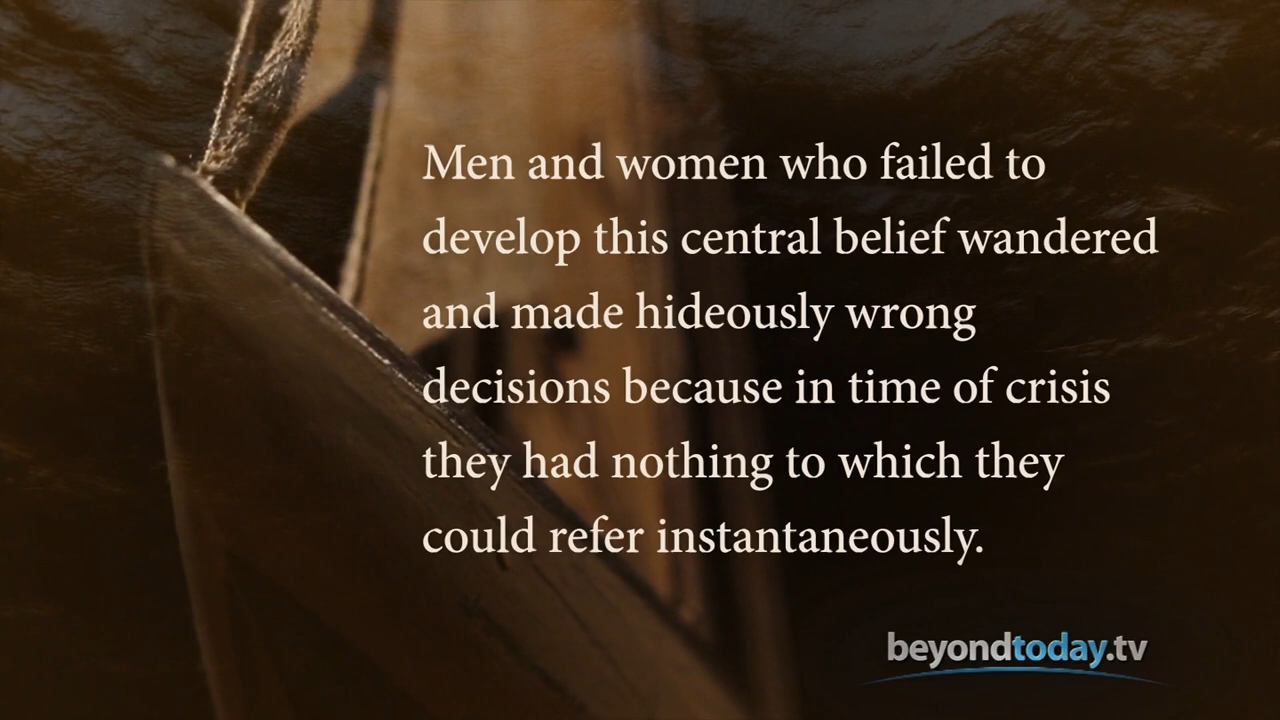 Men and women who failed to
develop this central belief wandered
and made hideously wrong
decisions because in time of crisis
they had nothing to which they
could refer instantaneously.
beyondtoday.tv